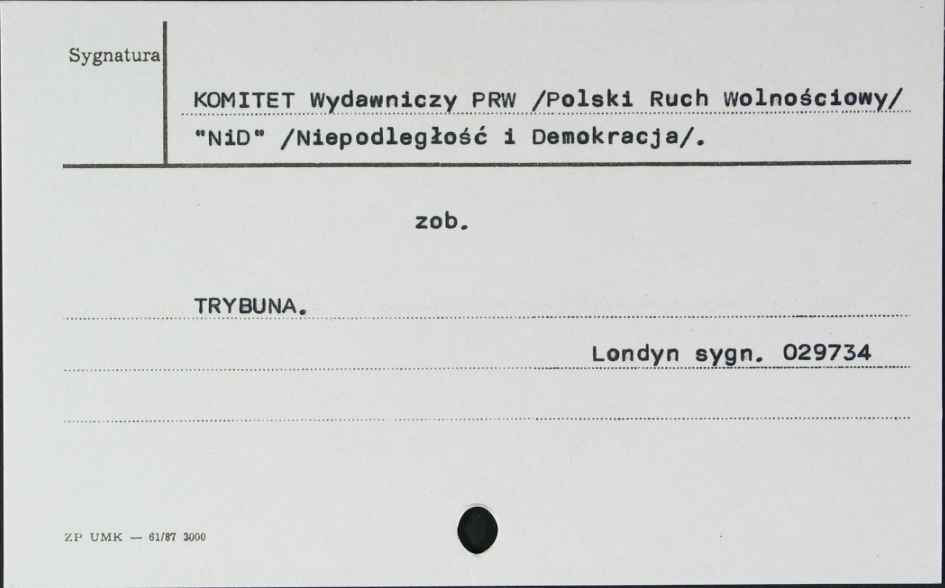 Sygnatura
KOMITET Wydawniczy PRW /Polski Ruch Wolnościowy/
"NiD" /Niepodległość i Demokracja/.
zob.
TRYBUNA.
Londyn sygn. 029734
ZP UMK — 61/87 3000